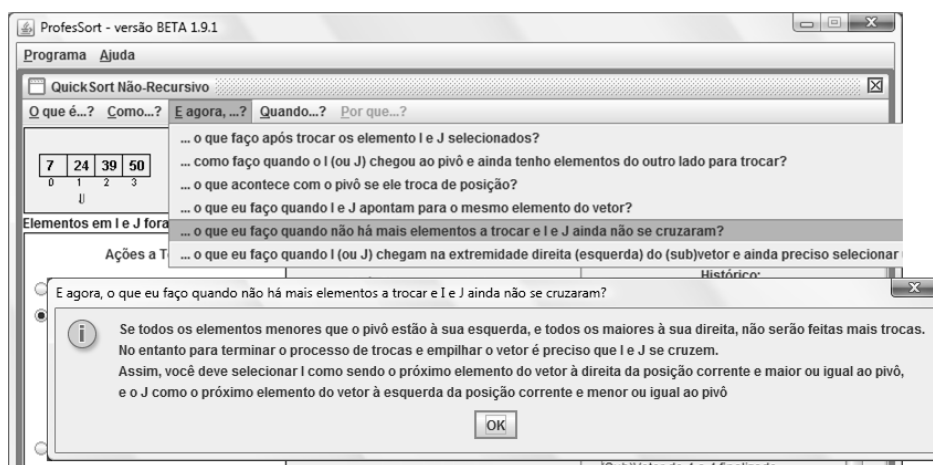 ProfesSort - versão BETA 1.9.1
Programa Ajuda
QuickSort Não-Recursivo
O que é...? Como...? E agora, ...? Quando...? Por que...?
... o que faço após trocar os elemento I e J selecionados?
... como faço quando o I (ou J) chegou ao pivô e ainda tenho elementos do outro lado para trocar?
7 24 39 50
... o que acontece com o pivô se ele troca de posição?
0 1 2 3
IJ
... o que eu faço quando I e J apontam para o mesmo elemento do vetor?
Elementos em I e J fora
... o que eu faço quando não há mais elementos a trocar e I e J ainda não se cruzaram?
Ações a T
... o que eu faço quando I (ou J) chegam na extremidade direita (esquerda) do (sub)vetor e ainda preciso selecionar
Histórico:
E agora, o que eu faço quando não há mais elementos a trocar e I e J ainda não se cruzaram?
Se todos os elementos menores que o pivô estão à sua esquerda, e todos os maiores à sua direita, não serão feitas mais trocas.
No entanto para terminar o processo de trocas e empilhar o vetor é preciso que I e J se cruzem.
Assim, você deve selecionar I como sendo o próximo elemento do vetor à direita da posição corrente e maior ou igual ao pivô,
e o J como o próximo elemento do vetor à esquerda da posição corrente e menor ou igual ao pivô
OK